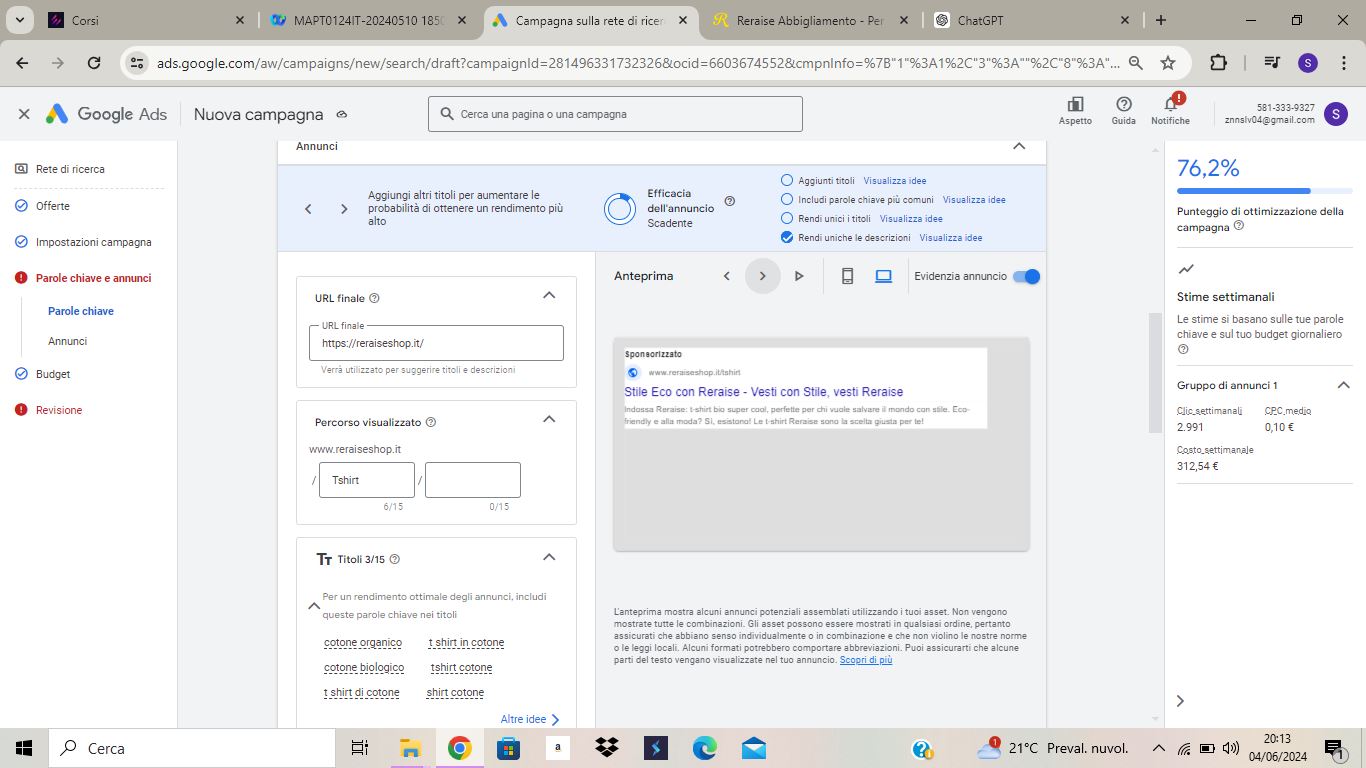 Corsi
MAPT0124IT-20240510 1850
Campagna sulla rete di ricer
Reraise Abbigliamento - Per
ChatGPT
ads.google.com/aw/campaigns/new/search/draft?campaignId=281496331732326&ocid=6603674552&cmpnInfo=%7B"1"%3A1%2C"3"%3A""%2C"8"%3A"...
S
Google Ads
Nuova campagna
Cerca una pagina o una campagna
Aspetto
Guida
Notifiche
581-333-9327
znnslv04@gmail.com
S
Rete di ricerca
Offerte
Impostazioni campagna
Parole chiave e annunci
Parole chiave
Annunci
Budget
Revisione
Annunci
Aggiungi altri titoli per aumentare le
probabilità di ottenere un rendimento più
alto
Efficacia
dell'annuncio
Scadente
Aggiunti titoli Visualizza idee
Includi parole chiave più comuni Visualizza idee
Rendi unici i titoli Visualizza idee
Rendi uniche le descrizioni Visualizza idee
URL finale
URL finale
https://reraiseshop.it/
Verrà utilizzato per suggerire titoli e descrizioni
Percorso visualizzato
www.reraiseshop.it
/ Tshirt /
6/15 0/15
Titoli 3/15
Per un rendimento ottimale degli annunci, includi
queste parole chiave nei titoli
cotone organico t shirt in cotone
cotone biologico tshirt cotone
t shirt di cotone shirt cotone
Altre idee
Anteprima
Evidenzia annuncio
Sponsorizzato
www.reraiseshop.it/tshirt
Stile Eco con Reraise - Vesti con Stile, vesti Reraise
Indossa Reraise: t-shirt bio super cool, perfette per chi vuole salvare il mondo con stile. Eco-
friendly e alla moda? Sì, esistono! Le t-shirt Reraise sono la scelta giusta per te!
L'anteprima mostra alcuni annunci potenziali assemblati utilizzando i tuoi asset. Non vengono
mostrate tutte le combinazioni. Gli asset possono essere mostrati in qualsiasi ordine, pertanto
assicurati che abbiano senso individualmente o in combinazione e che non violino le nostre norme
o le leggi locali. Alcuni formati potrebbero comportare abbreviazioni. Puoi assicurarti che alcune
parti del testo vengano visualizzate nel tuo annuncio. Scopri di più
76,2%
Punteggio di ottimizzazione della
campagna
Stime settimanali
Le stime si basano sulle tue parole
chiave e sul tuo budget giornaliero
Gruppo di annunci 1
Clic settimanali CPC medio
2.991 0,10 €
Costo settimanale
312,54 €
Cerca
a
1
21°C Preval. nuvol.
20:13
04/06/2024
1